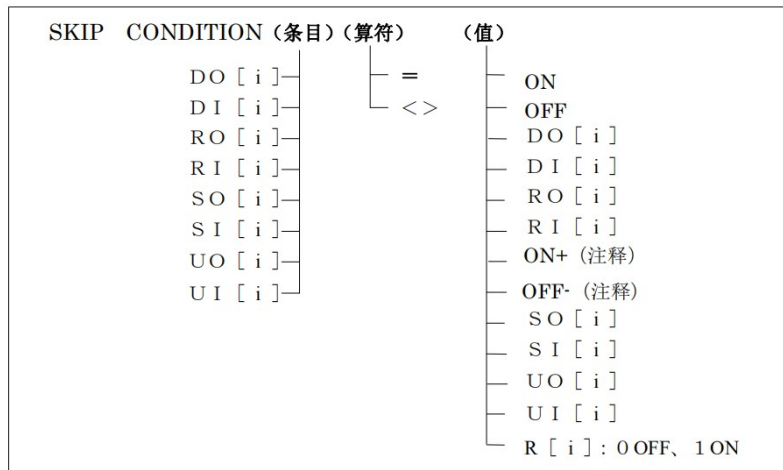 SKIP CONDITION（条目）（算符） （值）
DO［i］
DI［i］
RO［i］
RI［i］
SO［i］
SI［i］
UO［i］
UI［i］
＝
＜＞
ON
OFF
DO［i］
DI［i］
RO［i］
RI［i］
ON+（注释）
OFF-（注释）
SO［i］
SI［i］
UO［i］
UI［i］
R［i］：0 OFF、1 ON